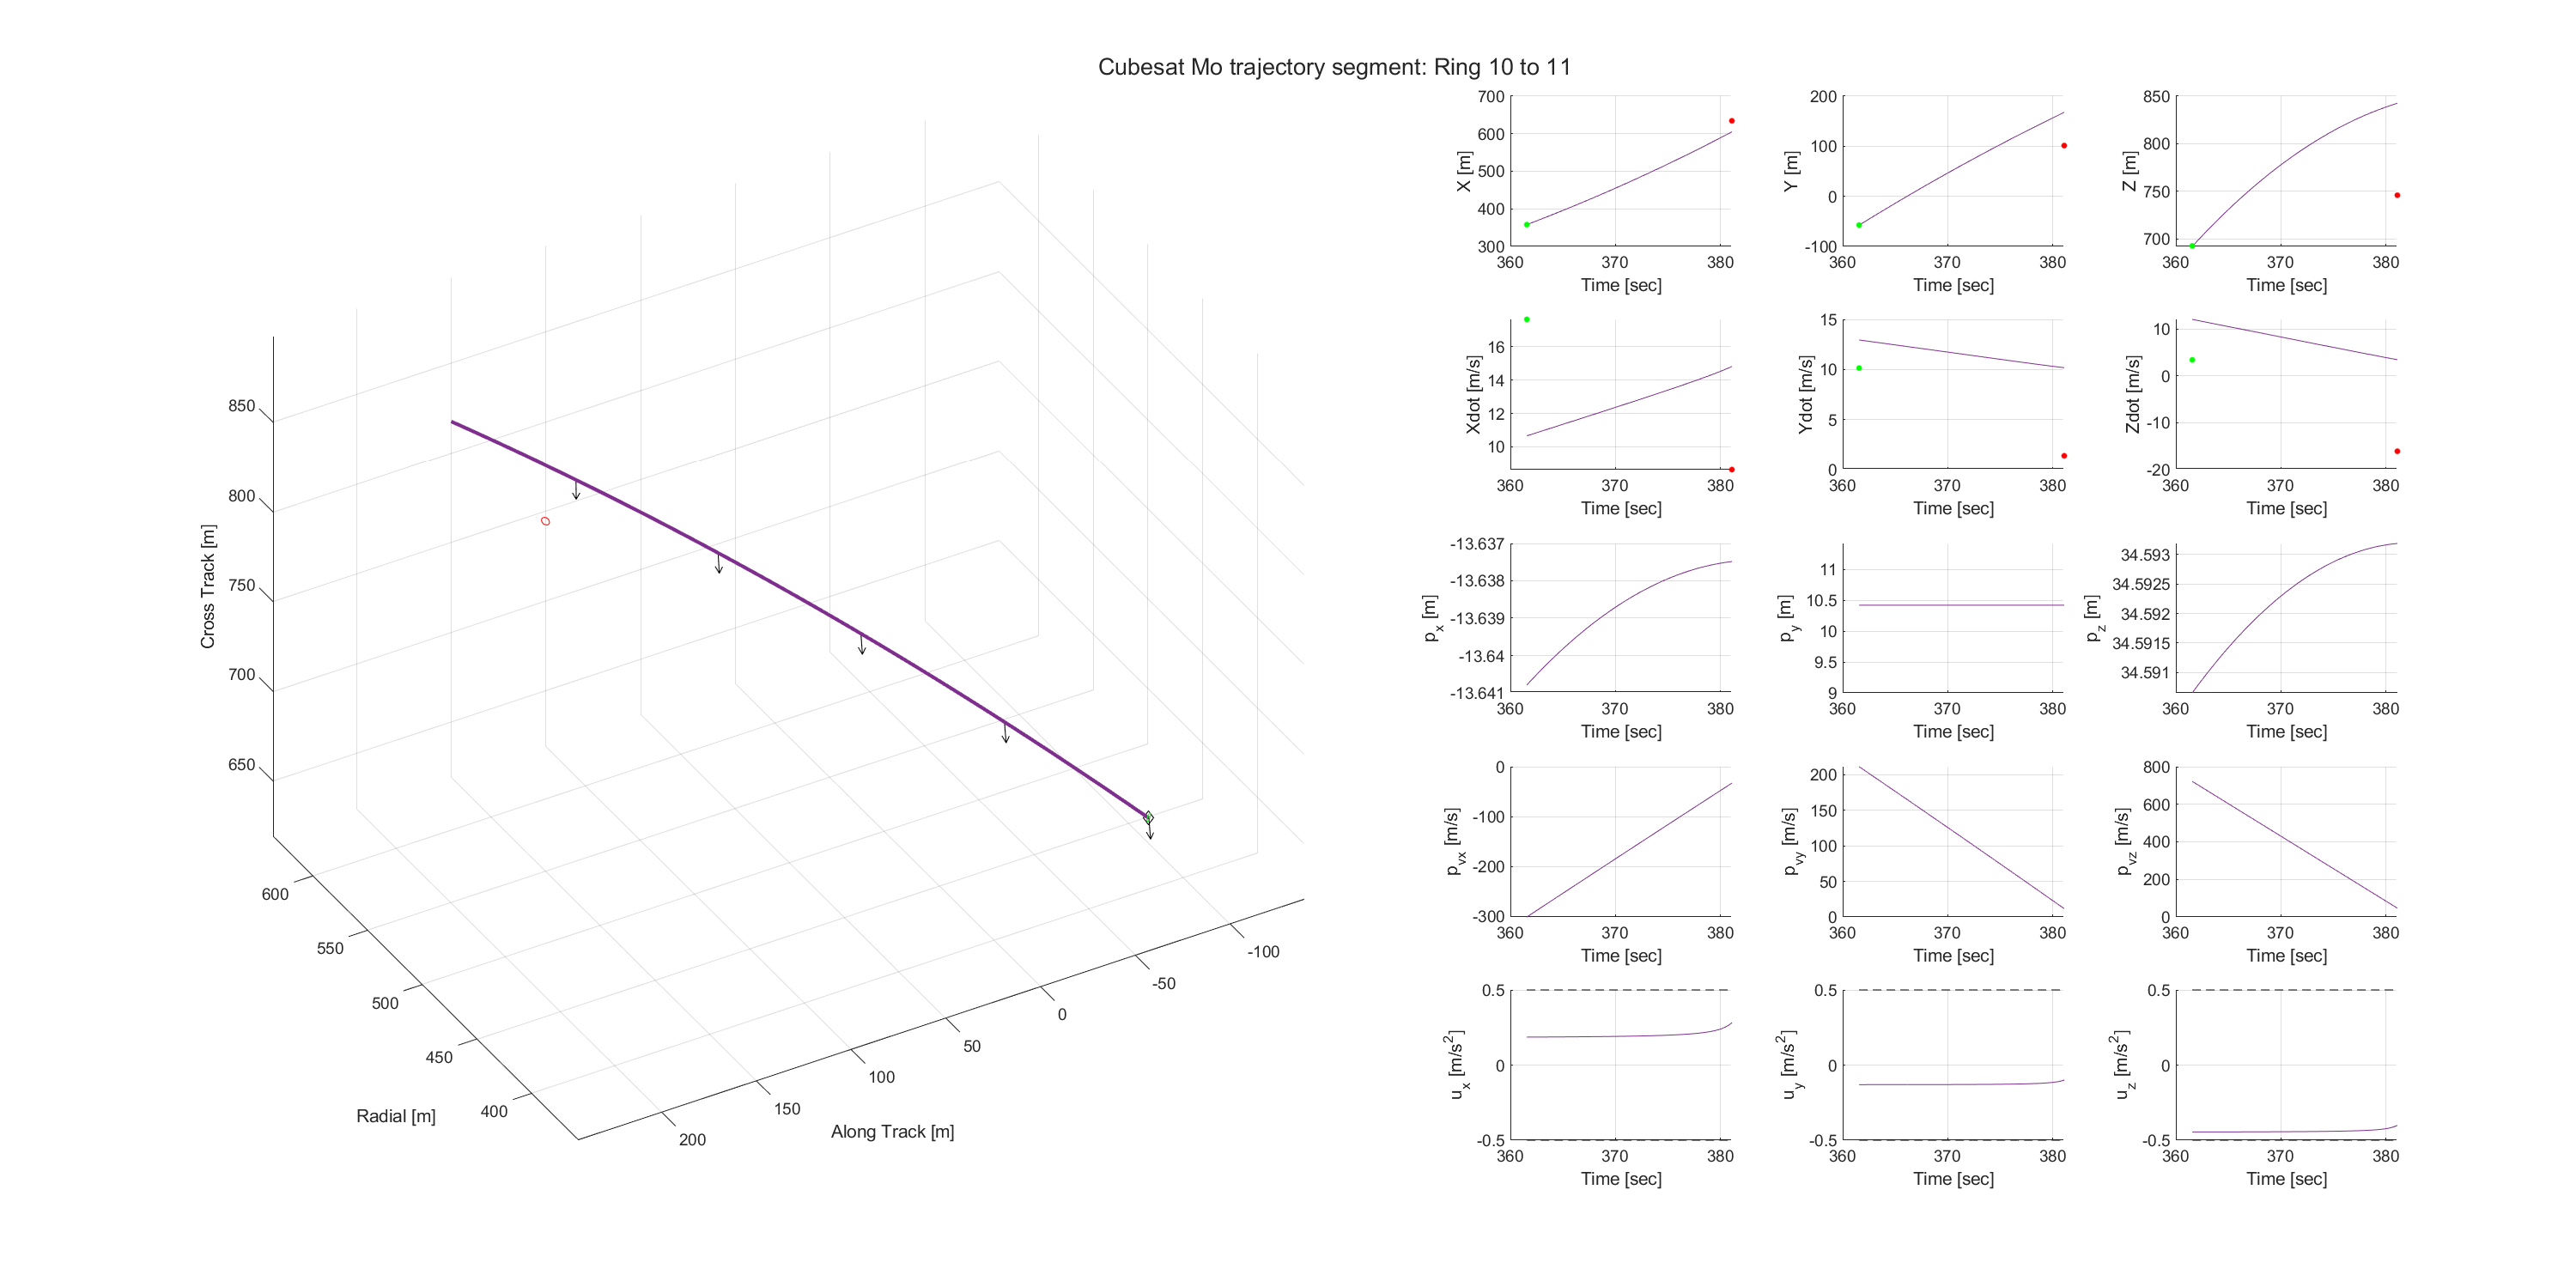 Cubesat Mo trajectory segment: Ring 10 to 11
850
800
750
700
650
Cross Track [m]
600
550
500
450
400
Radial [m]
200
150
100
50
0
-50
-100
Along Track [m]
700
600
500
400
300
X [m]
360 370 380
Time [sec]
200
100
0
-100
Y [m]
360 370 380
Time [sec]
850
800
750
700
Z [m]
360 370 380
Time [sec]
16
14
12
10
Xdot [m/s]
360 370 380
Time [sec]
15
10
5
0
Ydot [m/s]
360 370 380
Time [sec]
10
0
-10
-20
Zdot [m/s]
360 370 380
Time [sec]
-13.637
-13.638
-13.639
-13.64
-13.641
p_x [m]
360 370 380
Time [sec]
11
10.5
10
9.5
9
p_y [m]
360 370 380
Time [sec]
34.593
34.5925
34.592
34.5915
34.591
p_z [m]
360 370 380
Time [sec]
0
-100
-200
-300
p_vx [m/s]
360 370 380
Time [sec]
200
150
100
50
0
p_vy [m/s]
360 370 380
Time [sec]
800
600
400
200
0
p_vz [m/s]
360 370 380
Time [sec]
0.5
0
-0.5
u_x [m/s²]
360 370 380
Time [sec]
0.5
0
-0.5
u_y [m/s²]
360 370 380
Time [sec]
0.5
0
-0.5
u_z [m/s²]
360 370 380
Time [sec]